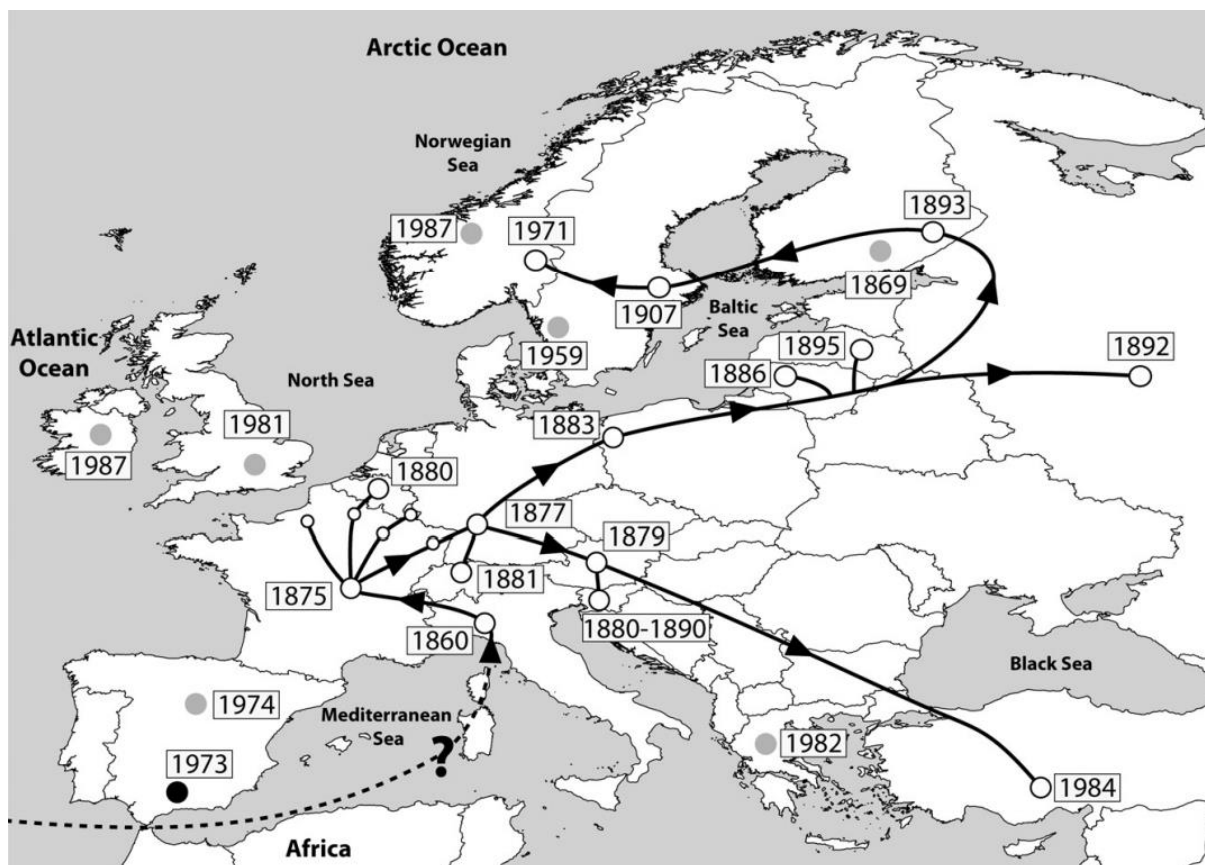 Arctic Ocean
Norwegian
Sea
1987
1971
1893
1869
1907
Baltic
Sea
Atlantic
Ocean
1959
1895
1892
North Sea
1886
1981
1883
1987
1880
1877
1879
1875
1881
1860
1880-1890
Black Sea
1974
Mediterranean
Sea
?
1973
1982
1984
Africa